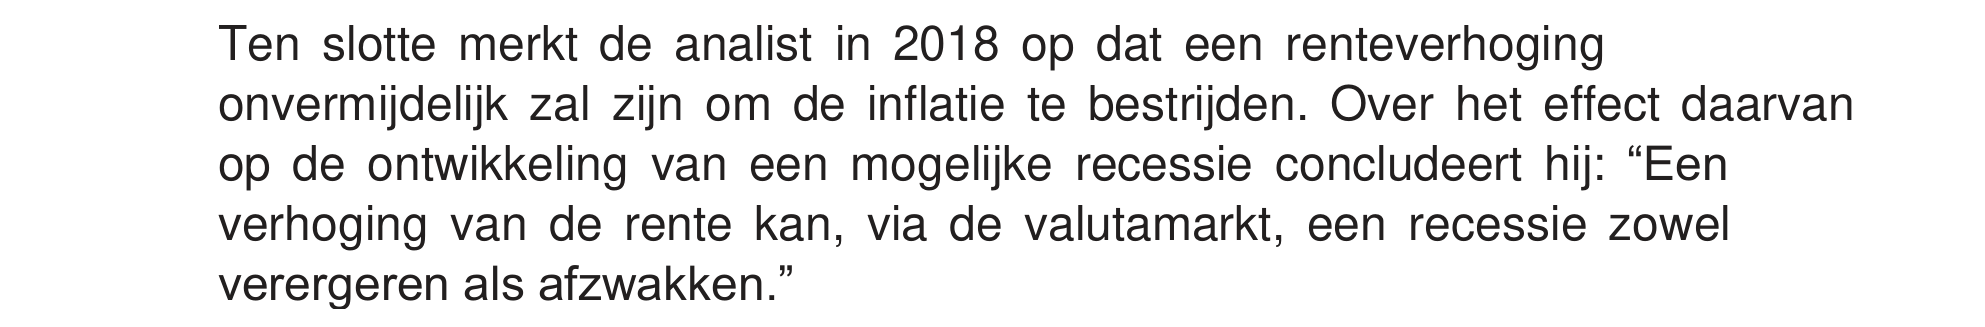 Ten slotte merkt de analist in 2018 op dat een renteverhoging
onvermijdelijk zal zijn om de inflatie te bestrijden. Over het effect daarvan
op de ontwikkeling van een mogelijke recessie concludeert hij: “Een
verhoging van de rente kan, via de valutamarkt, een recessie zowel
verergeren als afzwakken.”